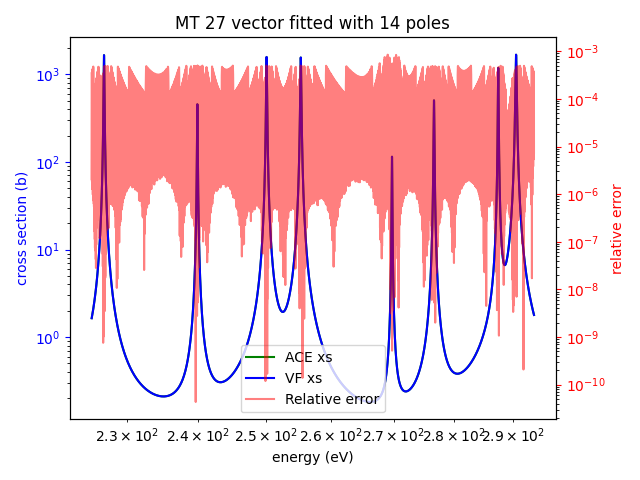 MT 27 vector fitted with 14 poles
cross section (b)
10³
10²
10¹
10⁰
10⁻³
10⁻⁴
10⁻⁵
10⁻⁶
10⁻⁷
10⁻⁸
10⁻⁹
10⁻¹⁰
relative error
ACE xs
VF xs
Relative error
2.3 × 10² 2.4 × 10² 2.5 × 10² 2.6 × 10² 2.7 × 10² 2.8 × 10² 2.9 × 10²
energy (eV)